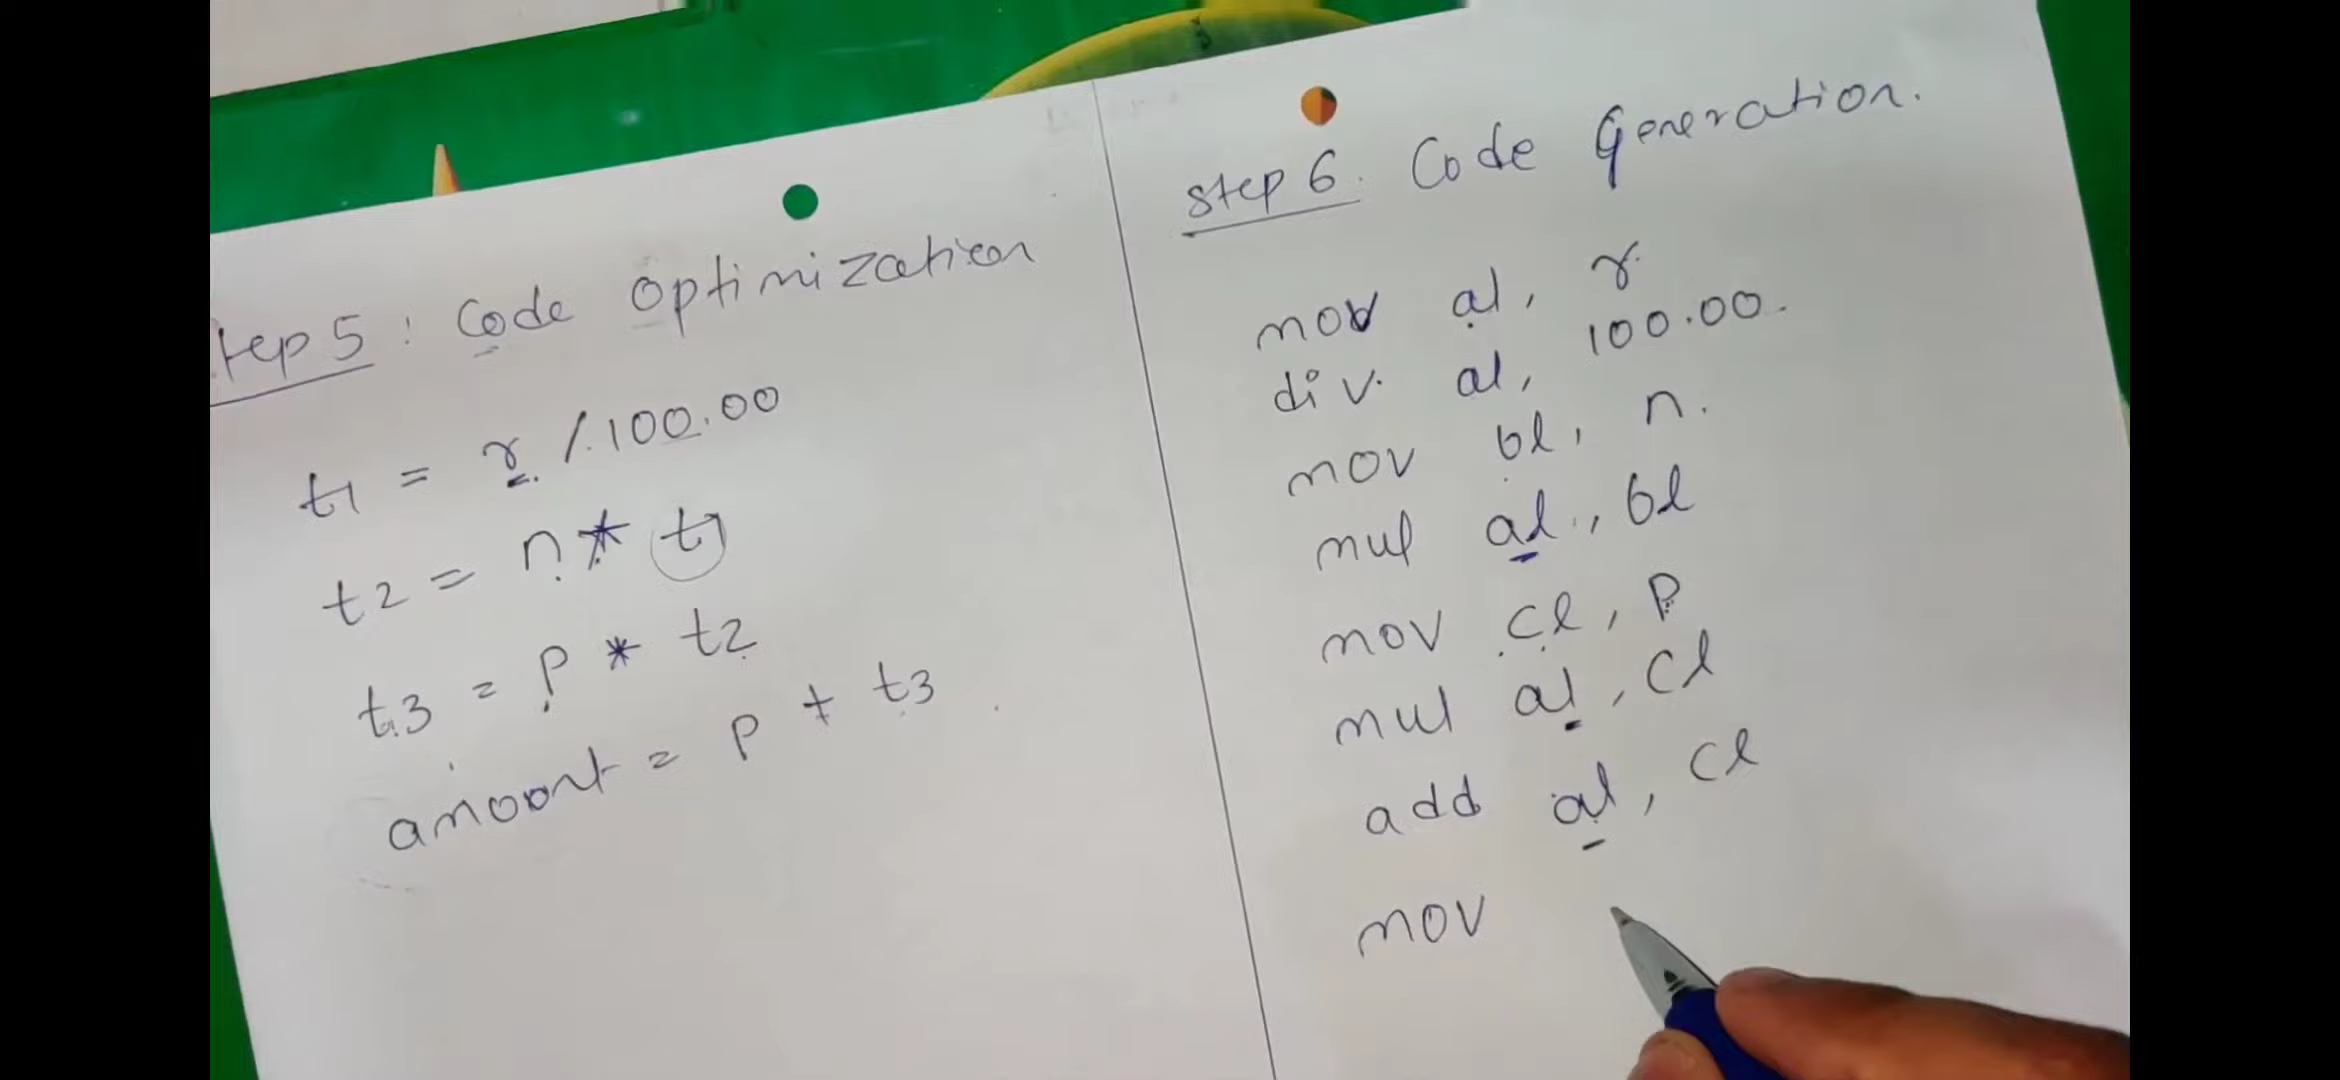 tep 5 : Code Optimization
t1 = r / 100.00
t2 = n * t1
t3 = p * t2
amount = p + t3
Step 6. Code Generation.
mov al, r
div al, 100.00.
mov bl, n.
mul al, bl
mov cl, p
mul al, cl
add al, cl
mov